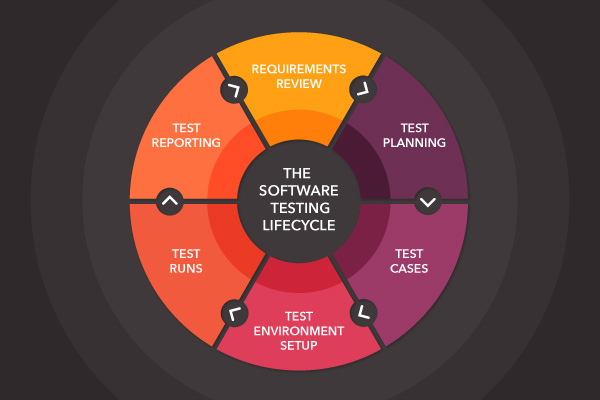 THE
SOFTWARE
TESTING
LIFECYCLE
REQUIREMENTS
REVIEW
TEST
PLANNING
TEST
CASES
TEST
ENVIRONMENT
SETUP
TEST
RUNS
TEST
REPORTING